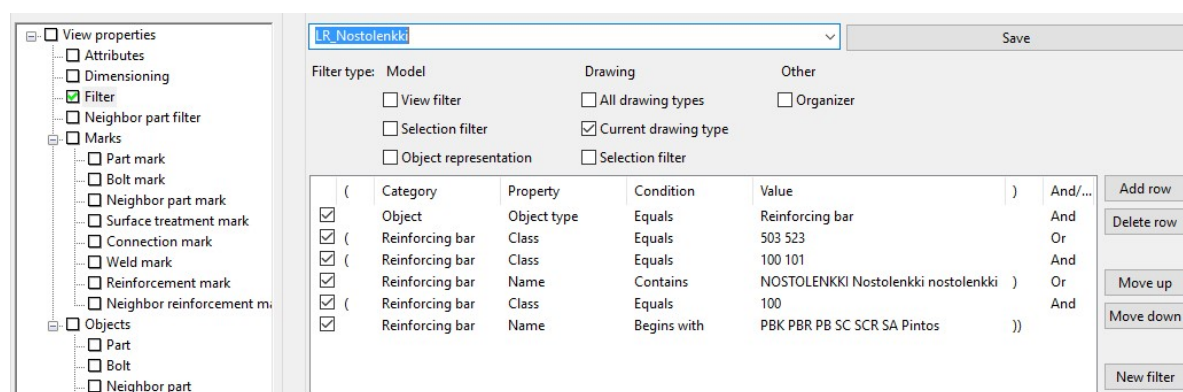 View properties
LR_Nostolenkki
Save
Attributes
Dimensioning
Filter type: Model Drawing Other
Filter
View filter All drawing types Organizer
Neighbor part filter
Selection filter Current drawing type
Marks
Object representation Selection filter
Part mark
Bolt mark
( Category Property Condition Value ) And/... Add row
Neighbor part mark
Object Object type Equals Reinforcing bar And
Surface treatment mark
Delete row
( Reinforcing bar Class Equals 503 523 Or
Connection mark
( Reinforcing bar Class Equals 100 101 And
Weld mark
Reinforcing bar Name Contains NOSTOLENKKI Nostolenkki nostolenkki ) Or
Reinforcement mark
Move up
( Reinforcing bar Class Equals 100 And
Neighbor reinforcement ma
Move down
Reinforcing bar Name Begins with PBK PBR PB SC SCR SA Pintos ))
Objects
Part
Bolt
Neighbor part
New filter